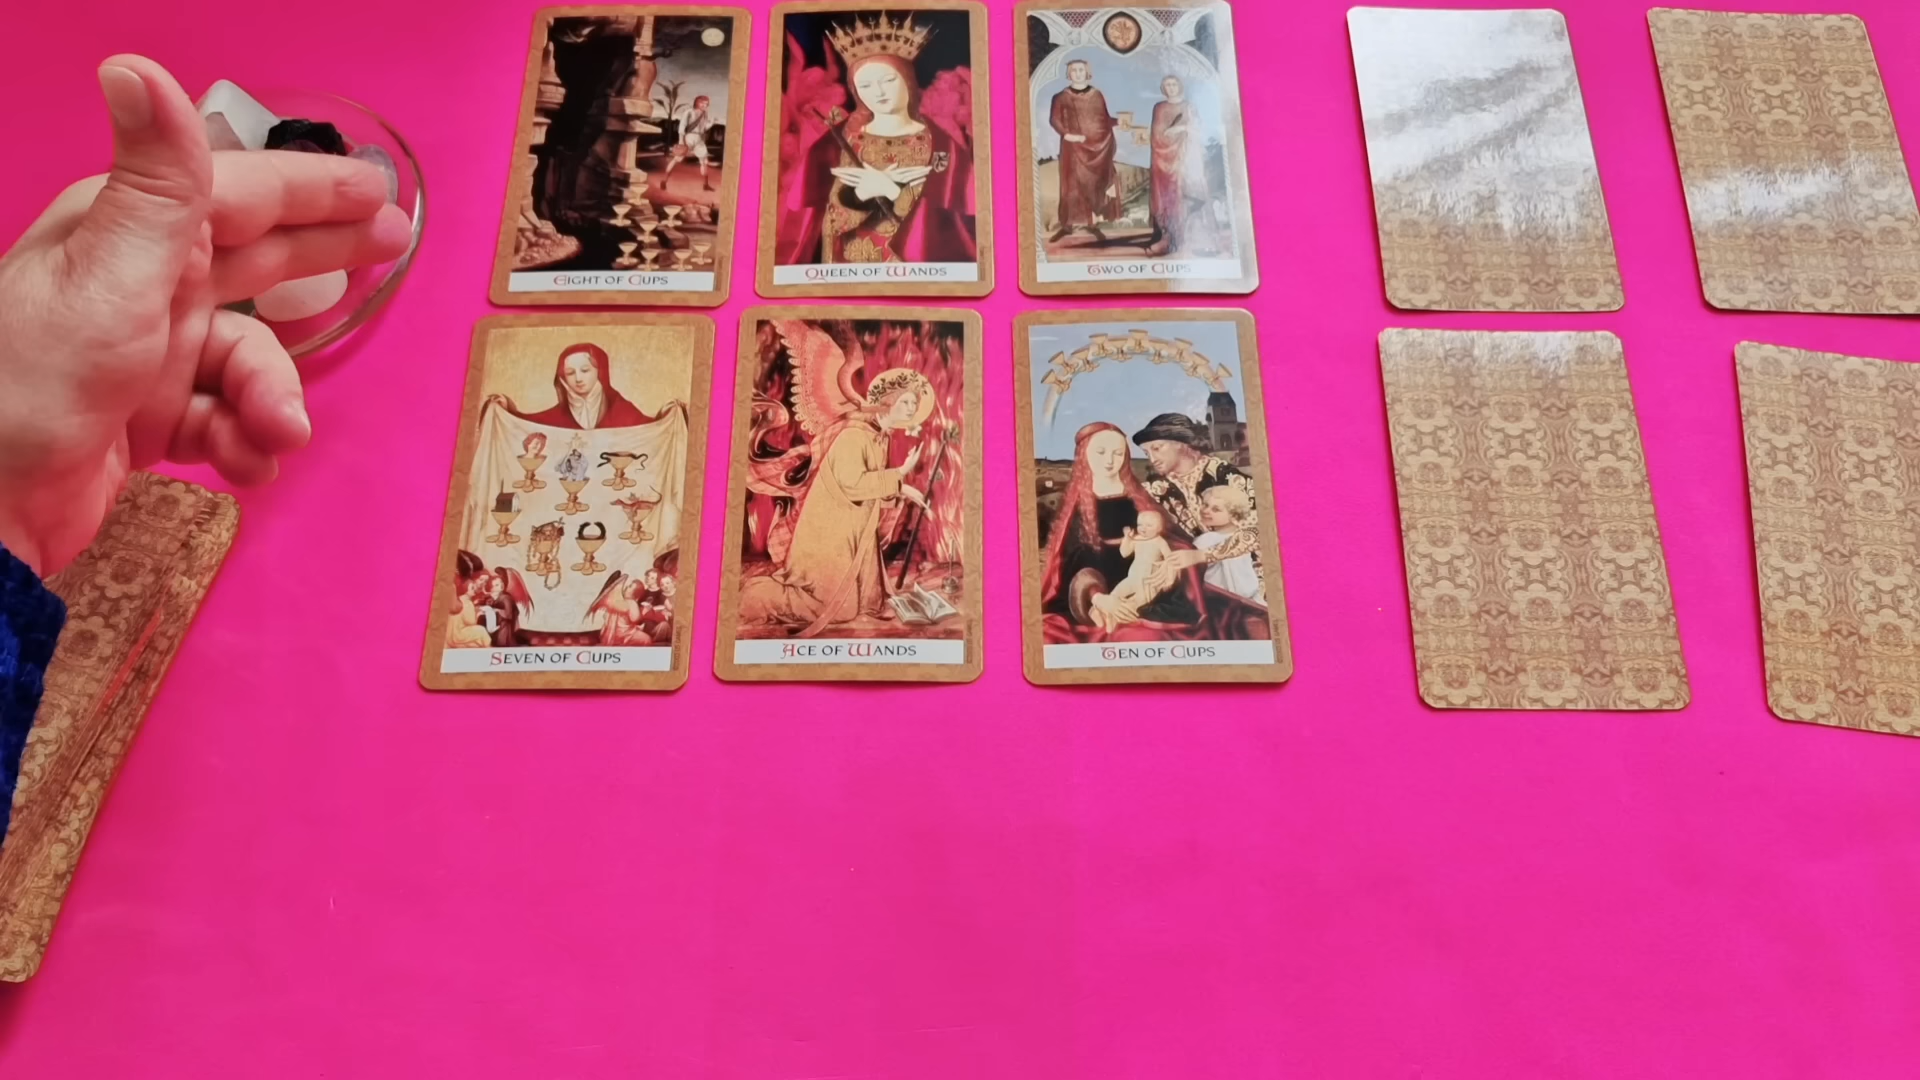 EIGHT OF CUPS
QUEEN OF WANDS
TWO OF CUPS
SEVEN OF CUPS
ACE OF WANDS
TEN OF CUPS